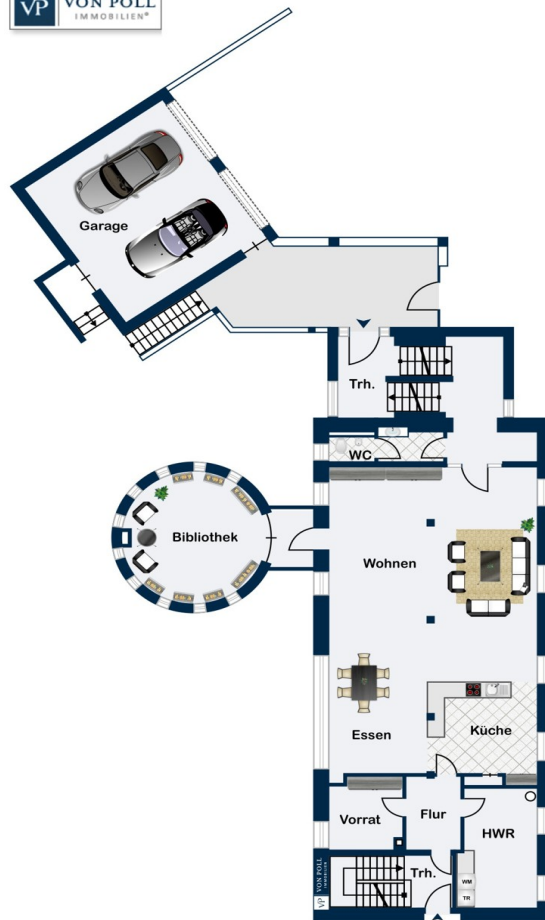 VP VON POLL
IMMOBILIEN®
Garage
Trh.
WC
Bibliothek
Wohnen
Essen
Küche
Vorrat
Flur
HWR
Trh.
WM
TR
VP VON POLL
IMMOBILIEN